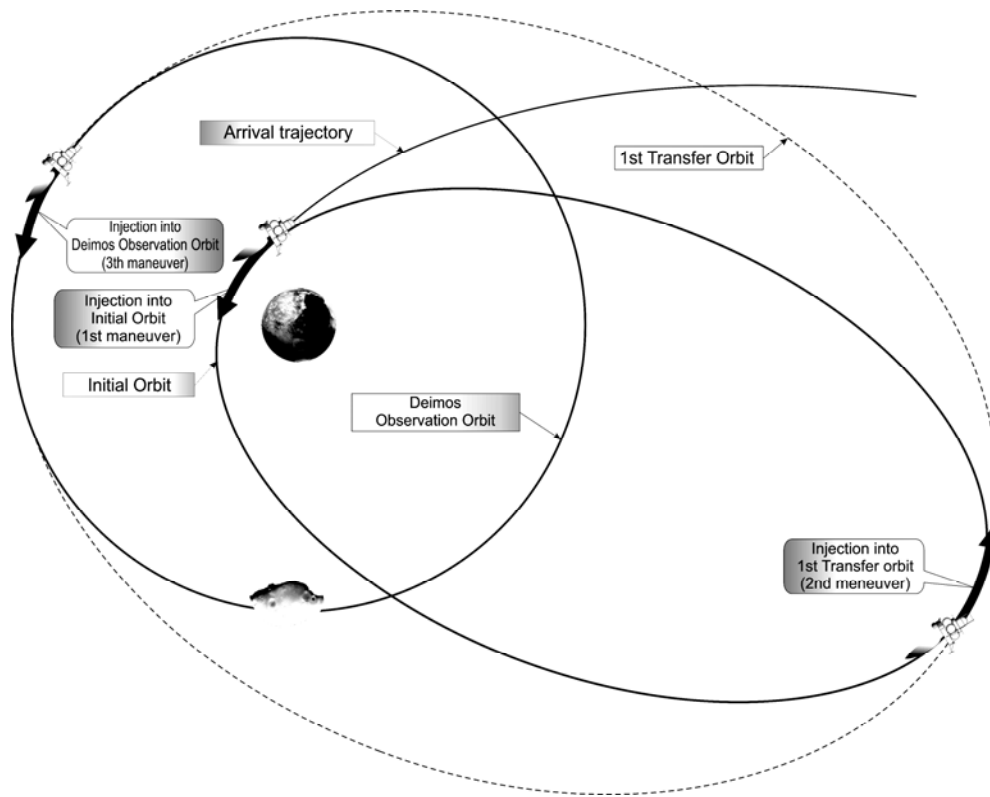 Arrival trajectory
1st Transfer Orbit
Injection into
Deimos Observation Orbit
(3th maneuver)
Injection into
Initial Orbit
(1st maneuver)
Initial Orbit
Deimos
Observation Orbit
Injection into
1st Transfer orbit
(2nd meneuver)